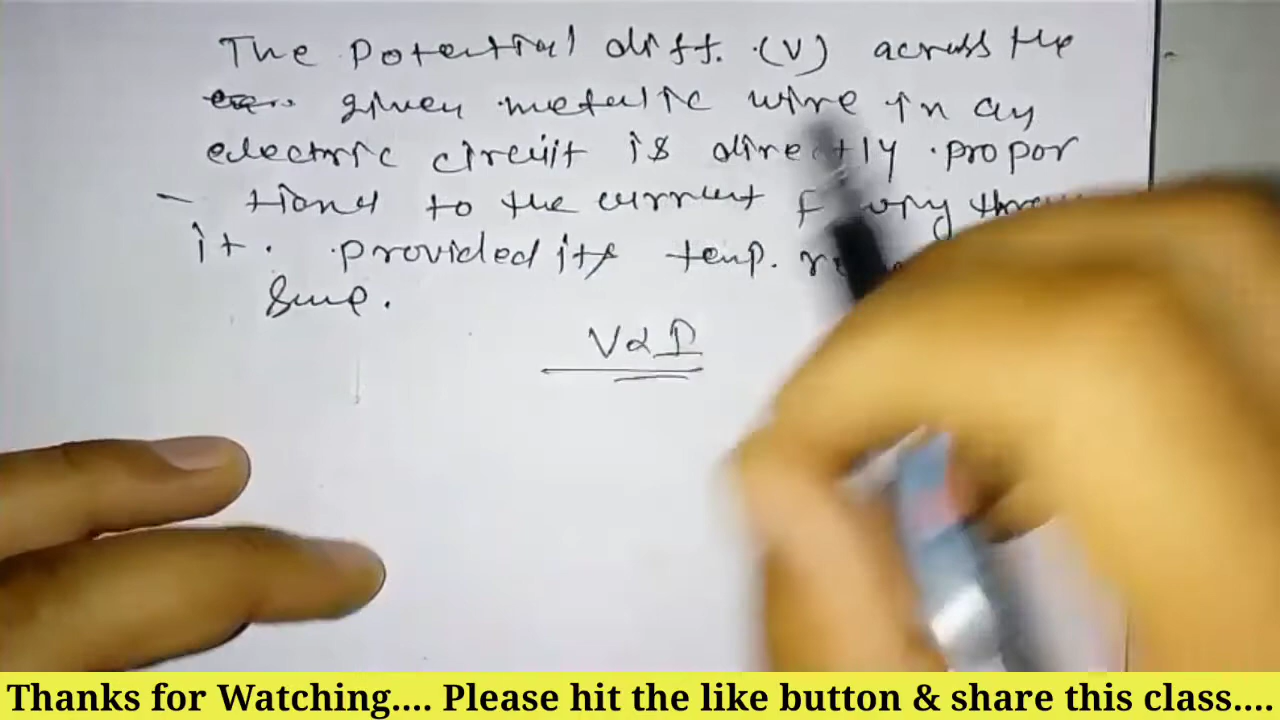 The Potential diff. (V) across the
given metallic wire in an
electric circuit is directly propor
- tional to the current through
it. provided its temp.
Same.
V ∝ I
Thanks for Watching.... Please hit the like button & share this class....